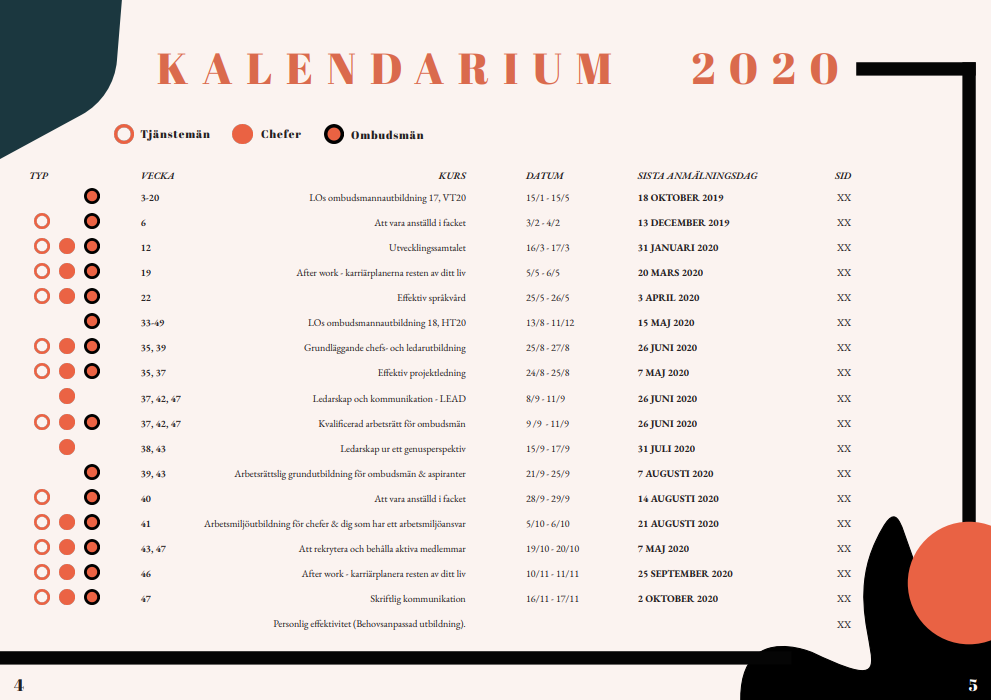 KALENDARIUM 2020
Tjänstemän Chefer Ombudsmän
TYP VECKA KURS DATUM SISTA ANMÄLNINGSDAG SID
3-20 LOs ombudsmannautbildning 17, VT20 15/1 - 15/5 18 OKTOBER 2019 XX
6 Att vara anställd i facket 3/2 - 4/2 13 DECEMBER 2019 XX
12 Utvecklingssamtalet 16/3 - 17/3 31 JANUARI 2020 XX
19 After work - karriärplanerna resten av ditt liv 5/5 - 6/5 20 MARS 2020 XX
22 Effektiv språkvård 25/5 - 26/5 3 APRIL 2020 XX
33-49 LOs ombudsmannautbildning 18, HT20 13/8 - 11/12 15 MAJ 2020 XX
35, 39 Grundläggande chefs- och ledarutbildning 25/8 - 27/8 26 JUNI 2020 XX
35, 37 Effektiv projektledning 24/8 - 25/8 7 MAJ 2020 XX
37, 42, 47 Ledarskap och kommunikation - LEAD 8/9 - 11/9 26 JUNI 2020 XX
37, 42, 47 Kvalificerad arbetsrätt för ombudsmän 9 /9 - 11/9 26 JUNI 2020 XX
38, 43 Ledarskap ur ett genusperspektiv 15/9 - 17/9 31 JULI 2020 XX
39, 43 Arbetsrättslig grundutbildning för ombudsmän & aspiranter 21/9 - 25/9 7 AUGUSTI 2020 XX
40 Att vara anställd i facket 28/9 - 29/9 14 AUGUSTI 2020 XX
41 Arbetsmiljöutbildning för chefer & dig som har ett arbetsmiljöansvar 5/10 - 6/10 21 AUGUSTI 2020 XX
43, 47 Att rekrytera och behålla aktiva medlemmar 19/10 - 20/10 7 MAJ 2020 XX
46 After work - karriärplanera resten av ditt liv 10/11 - 11/11 25 SEPTEMBER 2020 XX
47 Skriftlig kommunikation 16/11 - 17/11 2 OKTOBER 2020 XX
Personlig effektivitet (Behovsanpassad utbildning). XX
4 5